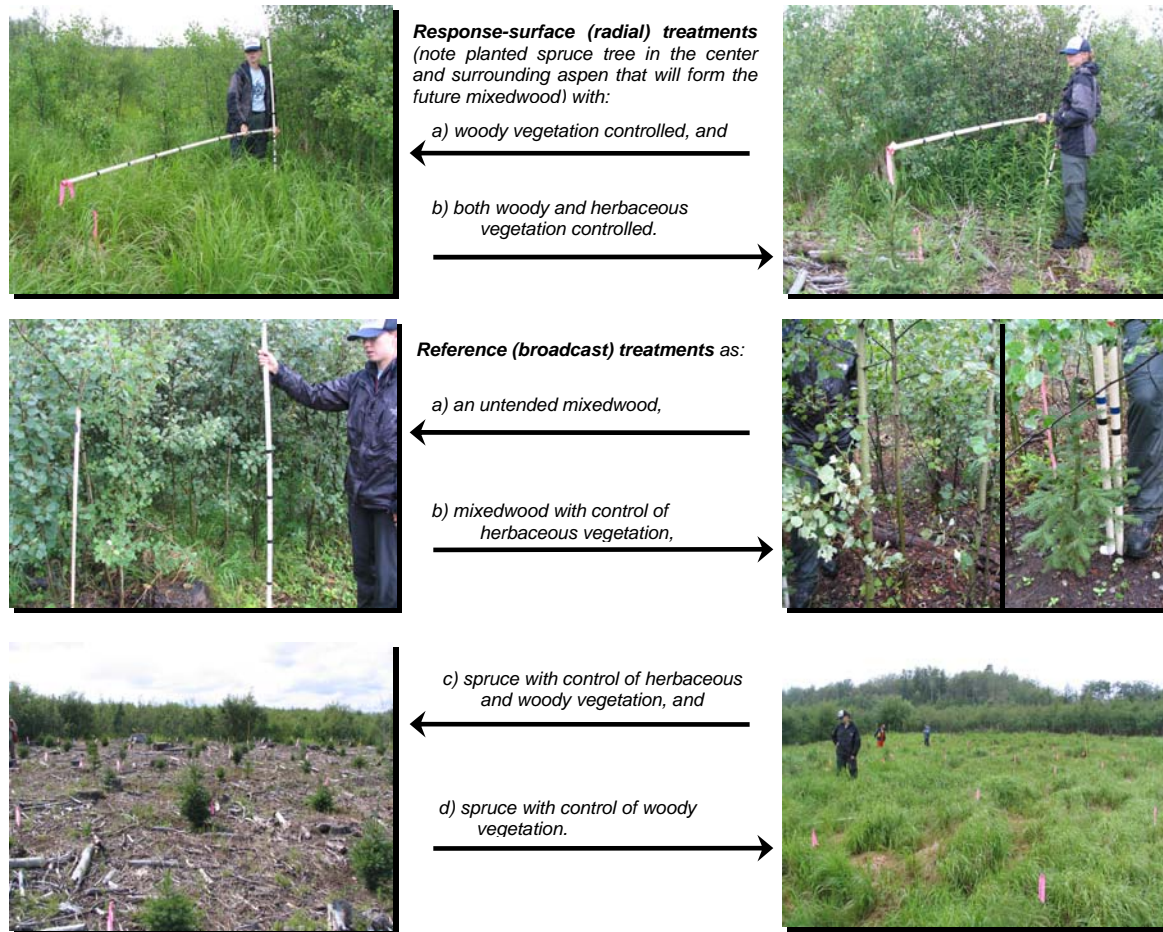 Response-surface (radial) treatments
(note planted spruce tree in the center
and surrounding aspen that will form the
future mixedwood) with:
a) woody vegetation controlled, and
b) both woody and herbaceous
vegetation controlled.
Reference (broadcast) treatments as:
a) an untended mixedwood,
b) mixedwood with control of
herbaceous vegetation,
c) spruce with control of herbaceous
and woody vegetation, and
d) spruce with control of woody
vegetation.